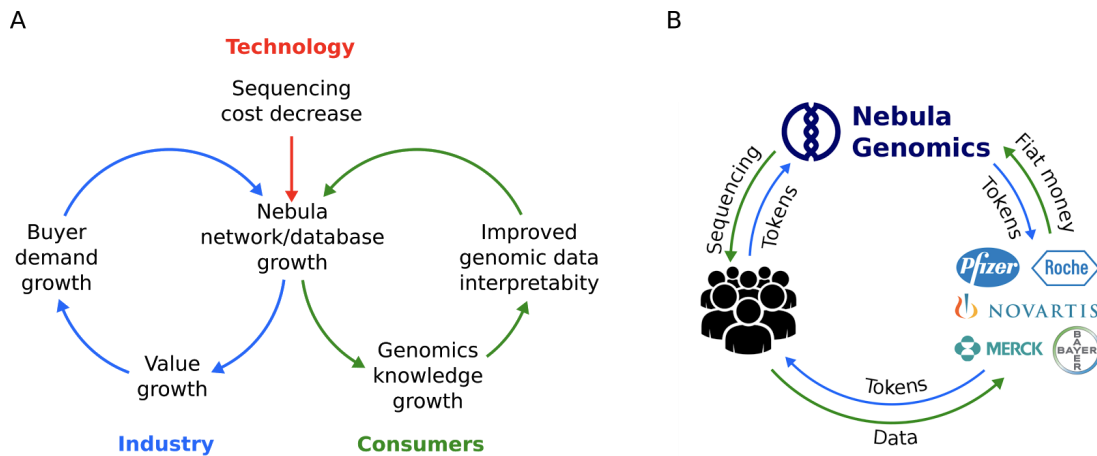 A
Technology
Sequencing
cost decrease
Nebula
network/database
growth
Buyer
demand
growth
Improved
genomic data
interpretabity
Value
growth
Genomics
knowledge
growth
Industry
Consumers
B
Nebula
Genomics
Sequencing
Tokens
Tokens
Fiat money
Pfizer
Roche
NOVARTIS
MERCK
BAYER
BAYER
Tokens
Data